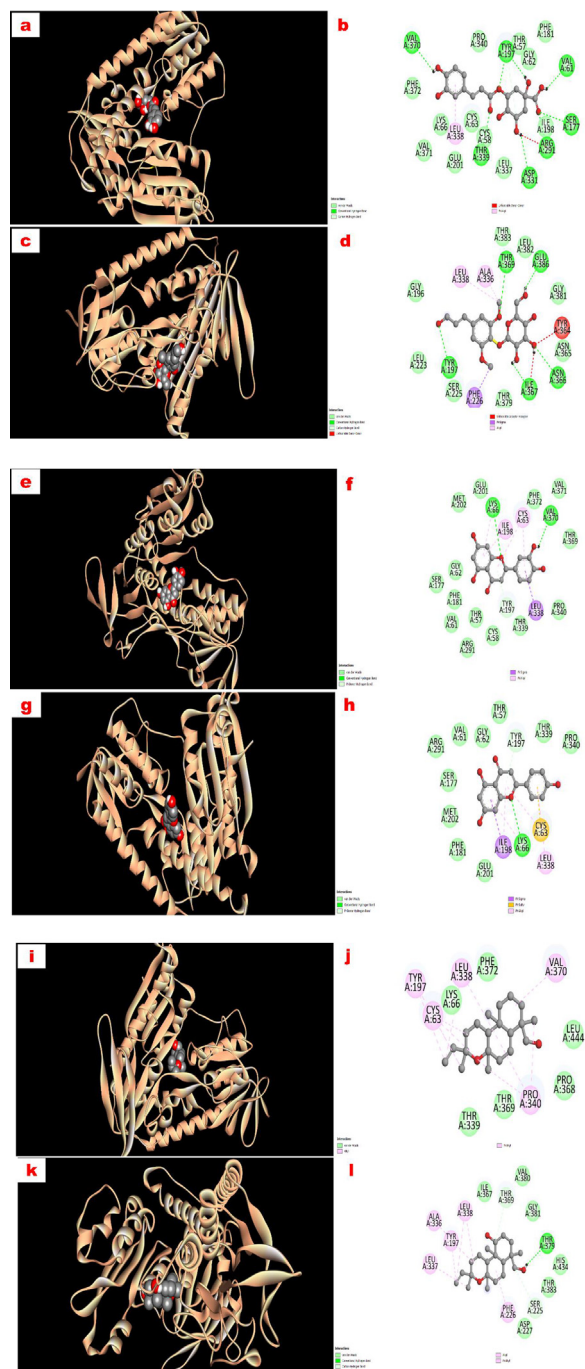 a
b
VAL
A:370
PRO
A:340
TYR
A:197
THR
A:57
GLY
A:62
PHE
A:181
VAL
A:61
PHE
A:372
LYS
A:66
CYS
A:63
LEU
A:338
CYS
A:58
ILE
A:198
SER
A:177
ARG
A:291
VAL
A:371
GLU
A:201
THR
A:339
LEU
A:337
ASP
A:331
c
d
THR
A:383
LEU
A:382
GLU
A:386
THR
A:369
ALA
A:336
LEU
A:338
GLY
A:196
GLY
A:381
ASN
A:365
LEU
A:223
TYR
A:197
SER
A:225
PHE
A:226
THR
A:379
ILE
A:367
ASN
A:366
e
f
MET
A:202
GLU
A:201
LYS
A:66
CYS
A:63
ILE
A:198
PHE
A:372
VAL
A:371
VAL
A:370
THR
A:369
GLY
A:62
SER
A:177
PHE
A:181
VAL
A:61
THR
A:57
ARG
A:291
CYS
A:58
TYR
A:197
THR
A:339
LEU
A:338
PRO
A:340
g
h
THR
A:57
ARG
A:291
VAL
A:61
GLY
A:62
TYR
A:197
THR
A:339
PRO
A:340
SER
A:177
MET
A:202
PHE
A:181
GLU
A:201
ILE
A:198
LYS
A:66
CYS
A:63
LEU
A:338
i
j
TYR
A:197
LEU
A:338
PHE
A:372
VAL
A:370
CYS
A:63
LYS
A:66
LEU
A:444
PRO
A:368
PRO
A:340
THR
A:369
THR
A:339
k
l
ILE
A:367
VAL
A:380
THR
A:369
GLY
A:381
LEU
A:338
ALA
A:336
TYR
A:197
LEU
A:337
THR
A:379
HIS
A:434
THR
A:383
SER
A:225
PHE
A:226
ASP
A:227